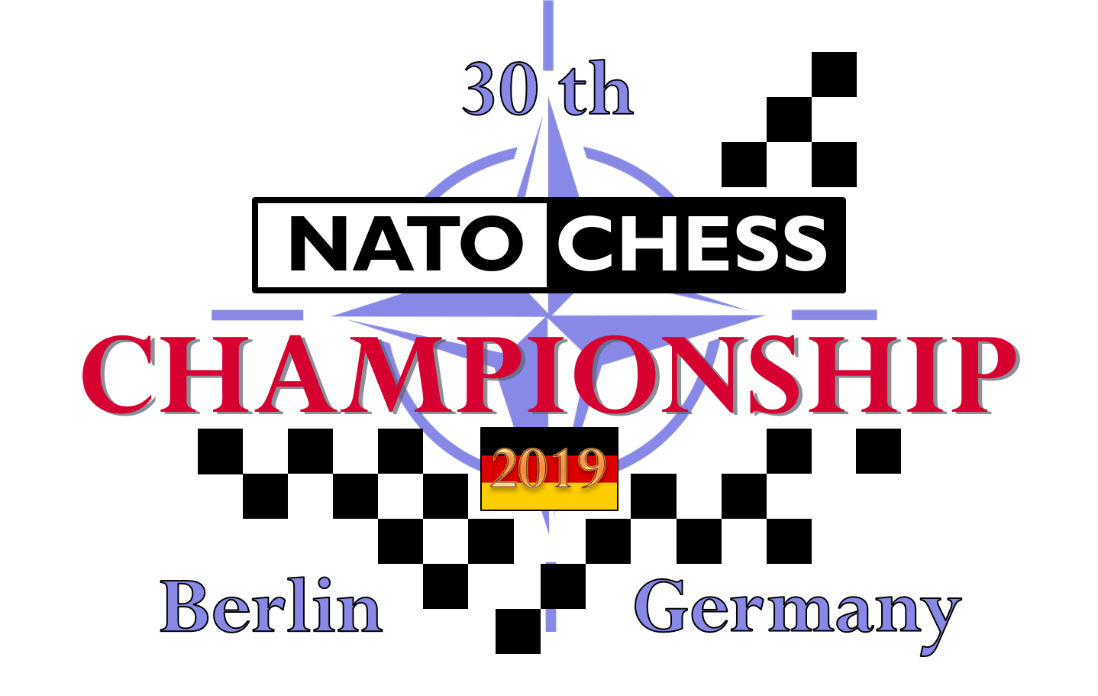 30 th
NATO CHESS
CHAMPIONSHIP
2019
Berlin Germany